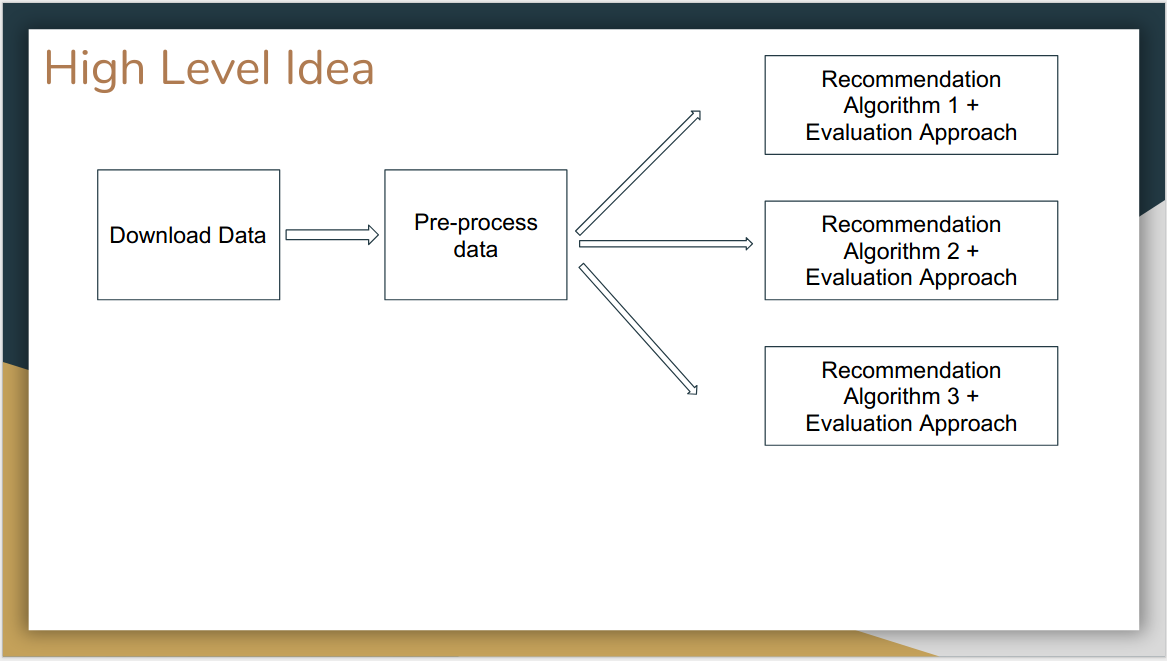 High Level Idea
Download Data
Pre-process
data
Recommendation
Algorithm 1 +
Evaluation Approach
Recommendation
Algorithm 2 +
Evaluation Approach
Recommendation
Algorithm 3 +
Evaluation Approach